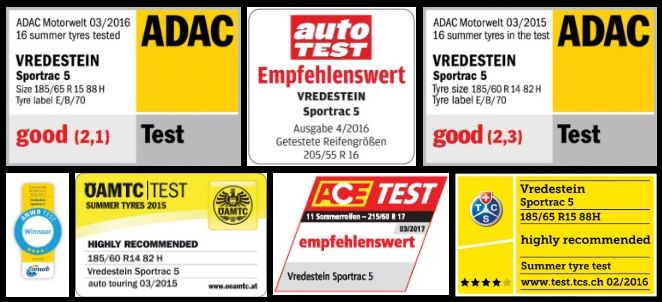 ADAC Motorwelt 03/2016
16 summer tyres tested
VREDESTEIN
Sportrac 5
Size 185/65 R 15 88 H
Tyre label E/B/70
good (2,1)
ADAC
Test
auto
TEST
Empfehlenswert
VREDESTEIN
Sportrac 5
Ausgabe 4/2016
Getestete Reifengrößen
205/55 R 16
ADAC Motorwelt 03/2015
16 summer tyres in the test
VREDESTEIN
Sportrac 5
Tyre size 185/60 R 14 82 H
Tyre label E/B/70
good (2,3)
ADAC
Test
ANWB TEST
Winnaar
anwb
ÖAMTC TEST
SUMMER TYRES 2015
ÖAMTC
HIGHLY RECOMMENDED
185/60 R14 82 H
Vredestein Sportrac 5
auto touring 03/2015
www.oeamtc.at
ACE TEST
11 Sommerreifen – 215/60 R 17
03/2017
empfehlenswert
Vredestein Sportrac 5
TCS
Vredestein
Sportrac 5
185/65 R15 88H
highly recommended
Summer tyre test
www.test.tcs.ch 02/2016